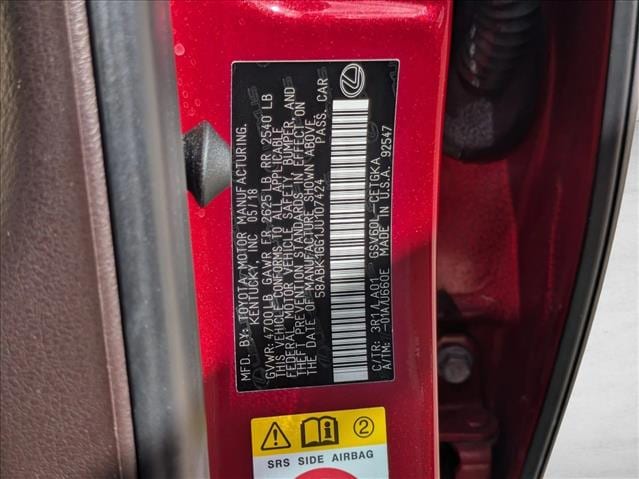 MFD. BY: TOYOTA MOTOR MANUFACTURING.
KENTUCKY, INC 05/18
GVWR: 4700 LB GAWR FR 2625 LB RR 2540 LB
THIS VEHICLE CONFORMS TO ALL APPLICABLE
FEDERAL MOTOR VEHICLE SAFETY, BUMPER, AND
THEFT PREVENTION STANDARDS IN EFFECT ON
THE DATE OF MANUFACTURE SHOWN ABOVE.
58ABK1GG1JU107424 PASS. CAR
C/TR: 3R1/LA01 GSV60L-CETGKA
A/TM: -01A/U660E MADE IN U.S.A. 92547
2
SRS SIDE AIRBAG